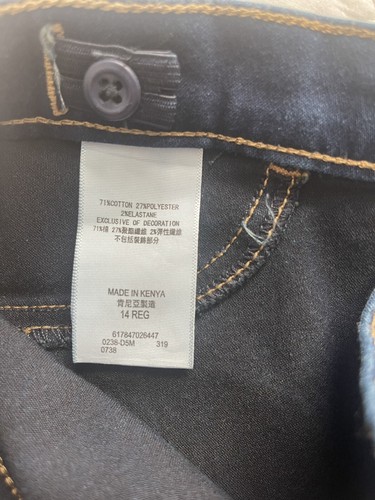 71%COTTON 27%POLYESTER
2%ELASTANE
EXCLUSIVE OF DECORATION
71%棉 27%聚酯纖維 2%彈性纖維
不包括裝飾部分
MADE IN KENYA
肯尼亞製造
14 REG
617847026447
0238-D5M 319
0738